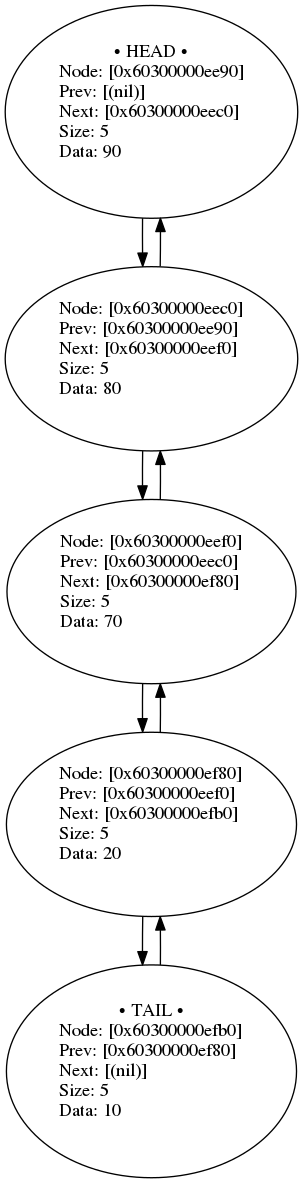 • HEAD •
Node: [0x60300000ee90]
Prev: [(nil)]
Next: [0x60300000eec0]
Size: 5
Data: 90
Node: [0x60300000eec0]
Prev: [0x60300000ee90]
Next: [0x60300000eef0]
Size: 5
Data: 80
Node: [0x60300000eef0]
Prev: [0x60300000eec0]
Next: [0x60300000ef80]
Size: 5
Data: 70
Node: [0x60300000ef80]
Prev: [0x60300000eef0]
Next: [0x60300000efb0]
Size: 5
Data: 20
• TAIL •
Node: [0x60300000efb0]
Prev: [0x60300000ef80]
Next: [(nil)]
Size: 5
Data: 10